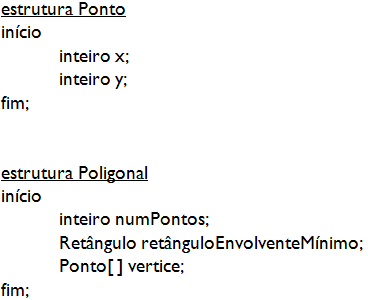 estrutura Ponto
início
inteiro x;
inteiro y;
fim;
estrutura Poligonal
início
inteiro numPontos;
Retângulo retânguloEnvolventeMínimo;
Ponto[ ] vertice;
fim;